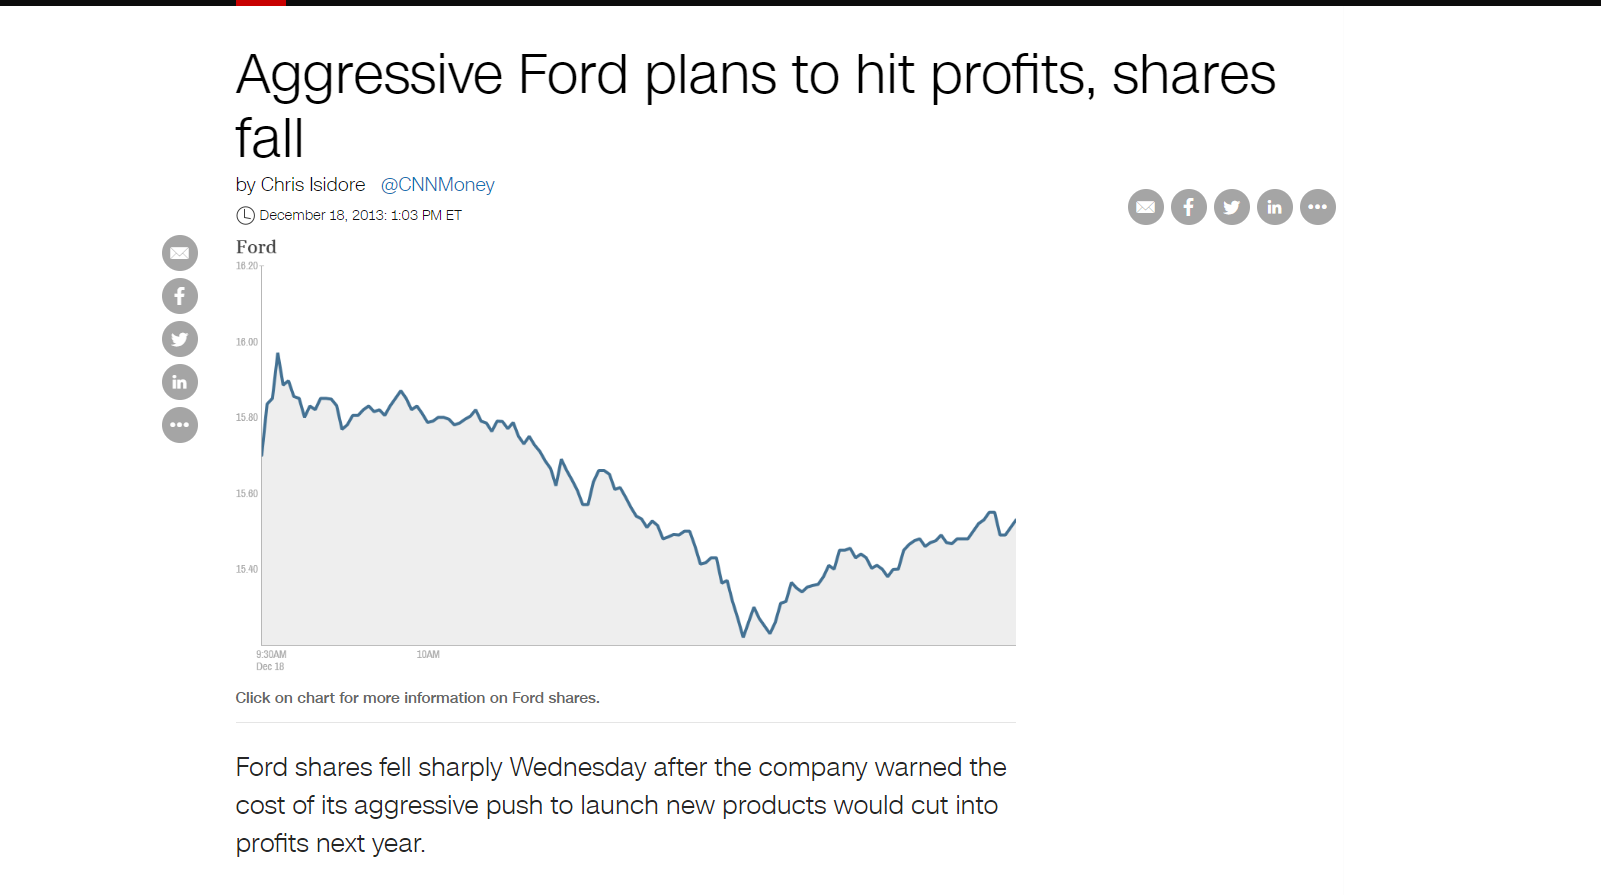 Aggressive Ford plans to hit profits, shares
fall
by Chris Isidore @CNNMoney
December 18, 2013: 1:03 PM ET
Ford
16.20
16.00
15.80
15.60
15.40
9:30AM
Dec 18
10AM
Click on chart for more information on Ford shares.
Ford shares fell sharply Wednesday after the company warned the
cost of its aggressive push to launch new products would cut into
profits next year.